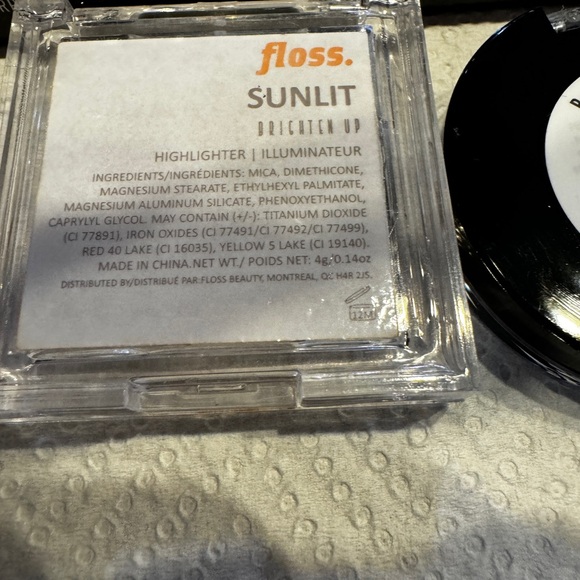 floss.
SUNLIT
BRIGHTEN UP
HIGHLIGHTER | ILLUMINATEUR
INGREDIENTS/INGRÉDIENTS: MICA, DIMETHICONE,
MAGNESIUM STEARATE, ETHYLHEXYL PALMITATE,
MAGNESIUM ALUMINUM SILICATE, PHENOXYETHANOL,
CAPRYLYL GLYCOL. MAY CONTAIN (+/-): TITANIUM DIOXIDE
(CI 77891), IRON OXIDES (CI 77491/CI 77492/CI 77499),
RED 40 LAKE (CI 16035), YELLOW 5 LAKE (CI 19140).
MADE IN CHINA.NET WT./ POIDS NET: 4g/0.14oz
DISTRIBUTED BY/DISTRIBUÉ PAR:FLOSS BEAUTY, MONTREAL, QC H4R 2J5.
12M